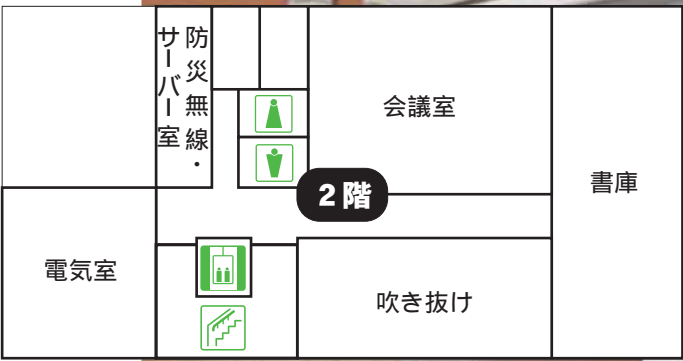 防災無線・
サーバー室
会議室
書庫
2階
電気室
吹き抜け